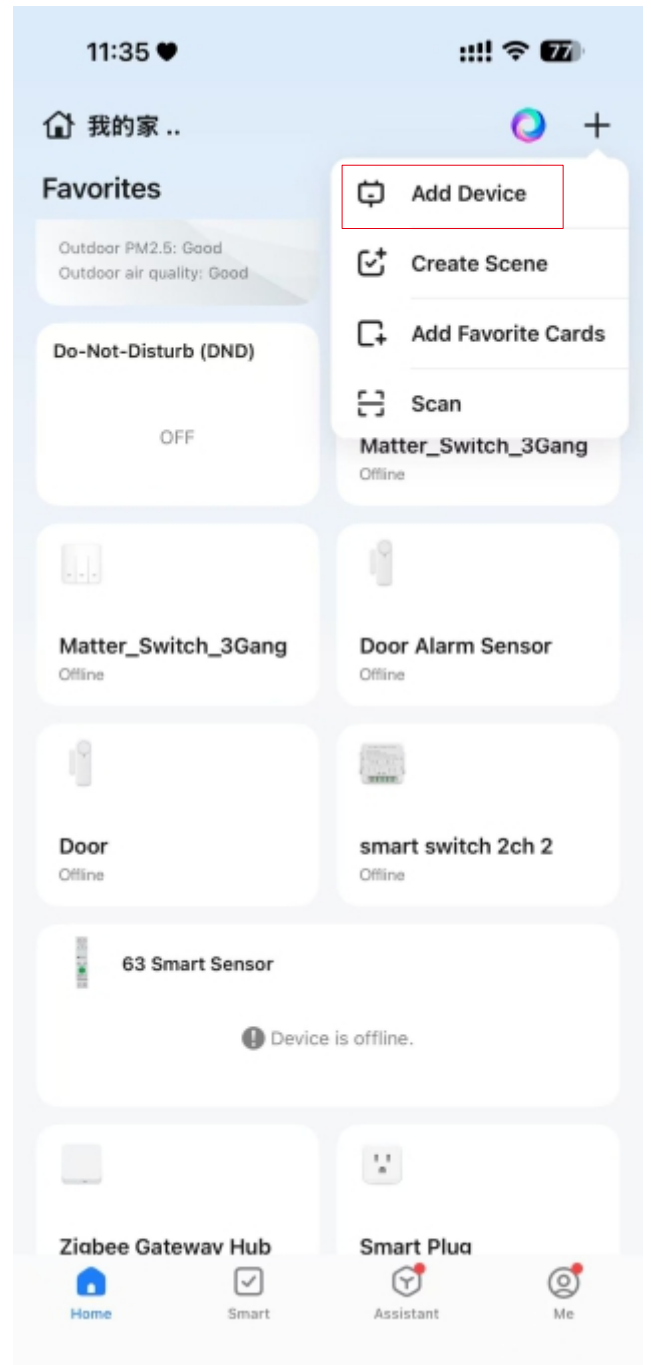 11:35
77
我的家 ..
Favorites
Add Device
Outdoor PM2.5: Good
Outdoor air quality: Good
Create Scene
Add Favorite Cards
Do-Not-Disturb (DND)
Scan
OFF
Matter_Switch_3Gang
Offline
Matter_Switch_3Gang
Offline
Door Alarm Sensor
Offline
Door
Offline
smart switch 2ch 2
Offline
63 Smart Sensor
Device is offline.
Zigbee Gateway Hub
Smart Plug
Home
Smart
Assistant
Me